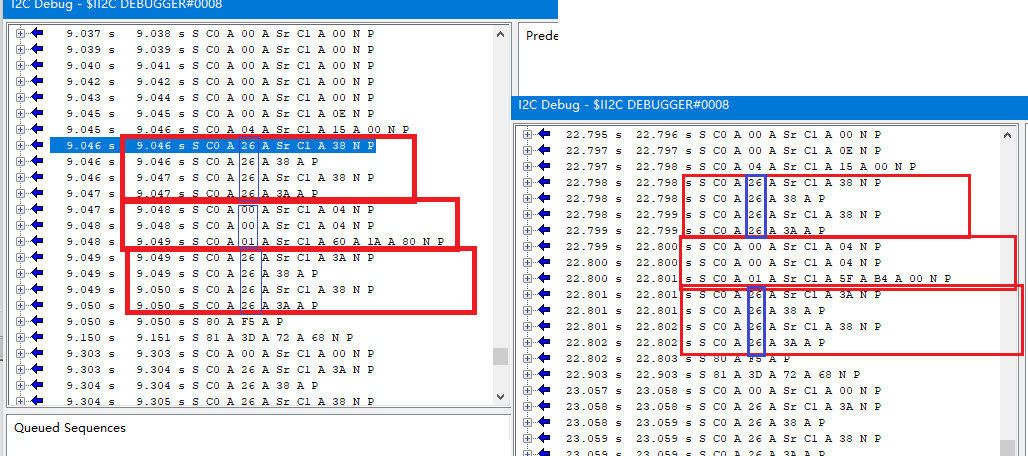 I2C Debug - $II2C DEBUGGER#0008
9.037 s 9.038 s S C0 A 00 A Sr C1 A 00 N P
9.039 s 9.039 s S C0 A 00 A Sr C1 A 00 N P
9.040 s 9.041 s S C0 A 00 A Sr C1 A 00 N P
9.042 s 9.042 s S C0 A 00 A Sr C1 A 00 N P
9.043 s 9.044 s S C0 A 00 A Sr C1 A 00 N P
9.045 s 9.045 s S C0 A 00 A Sr C1 A 0E N P
9.045 s 9.046 s S C0 A 04 A Sr C1 A 15 A 00 N P
9.046 s 9.046 s S C0 A 26 A Sr C1 A 38 N P
9.046 s 9.046 s S C0 A 26 A 38 A P
9.046 s 9.047 s S C0 A 26 A Sr C1 A 38 N P
9.047 s 9.047 s S C0 A 26 A 3A A P
9.047 s 9.048 s S C0 A 00 A Sr C1 A 04 N P
9.048 s 9.048 s S C0 A 00 A Sr C1 A 04 N P
9.048 s 9.049 s S C0 A 01 A Sr C1 A 60 A 1A A 80 N P
9.049 s 9.049 s S C0 A 26 A Sr C1 A 3A N P
9.049 s 9.049 s S C0 A 26 A 38 A P
9.049 s 9.050 s S C0 A 26 A Sr C1 A 38 N P
9.050 s 9.050 s S C0 A 26 A 3A A P
9.050 s 9.050 s S 80 A F5 A P
9.150 s 9.151 s S 81 A 3D A 72 A 68 N P
9.303 s 9.303 s S C0 A 00 A Sr C1 A 00 N P
9.303 s 9.304 s S C0 A 26 A Sr C1 A 3A N P
9.304 s 9.304 s S C0 A 26 A 38 A P
9.304 s 9.305 s S C0 A 26 A Sr C1 A 38 N P
Queued Sequences
Prede
I2C Debug - $II2C DEBUGGER#0008
22.795 s 22.796 s S C0 A 00 A Sr C1 A 00 N P
22.797 s 22.797 s S C0 A 00 A Sr C1 A 0E N P
22.797 s 22.798 s S C0 A 04 A Sr C1 A 15 A 00 N P
22.798 s 22.798 s S C0 A 26 A Sr C1 A 38 N P
22.798 s 22.798 s S C0 A 26 A 38 A P
22.798 s 22.799 s S C0 A 26 A Sr C1 A 38 N P
22.799 s 22.799 s S C0 A 26 A 3A A P
22.799 s 22.800 s S C0 A 00 A Sr C1 A 04 N P
22.800 s 22.800 s S C0 A 00 A Sr C1 A 04 N P
22.800 s 22.801 s S C0 A 01 A Sr C1 A 5F A B4 A 00 N P
22.801 s 22.801 s S C0 A 26 A Sr C1 A 3A N P
22.801 s 22.801 s S C0 A 26 A 38 A P
22.801 s 22.802 s S C0 A 26 A Sr C1 A 38 N P
22.802 s 22.802 s S C0 A 26 A 3A A P
22.802 s 22.803 s S 80 A F5 A P
22.903 s 22.903 s S 81 A 3D A 72 A 68 N P
23.057 s 23.058 s S C0 A 00 A Sr C1 A 00 N P
23.058 s 23.058 s S C0 A 26 A Sr C1 A 3A N P
23.058 s 23.059 s S C0 A 26 A 38 A P
23.059 s 23.059 s S C0 A 26 A Sr C1 A 38 N P
23.059 s 23.060 s S C0 A 26 A 3A A P